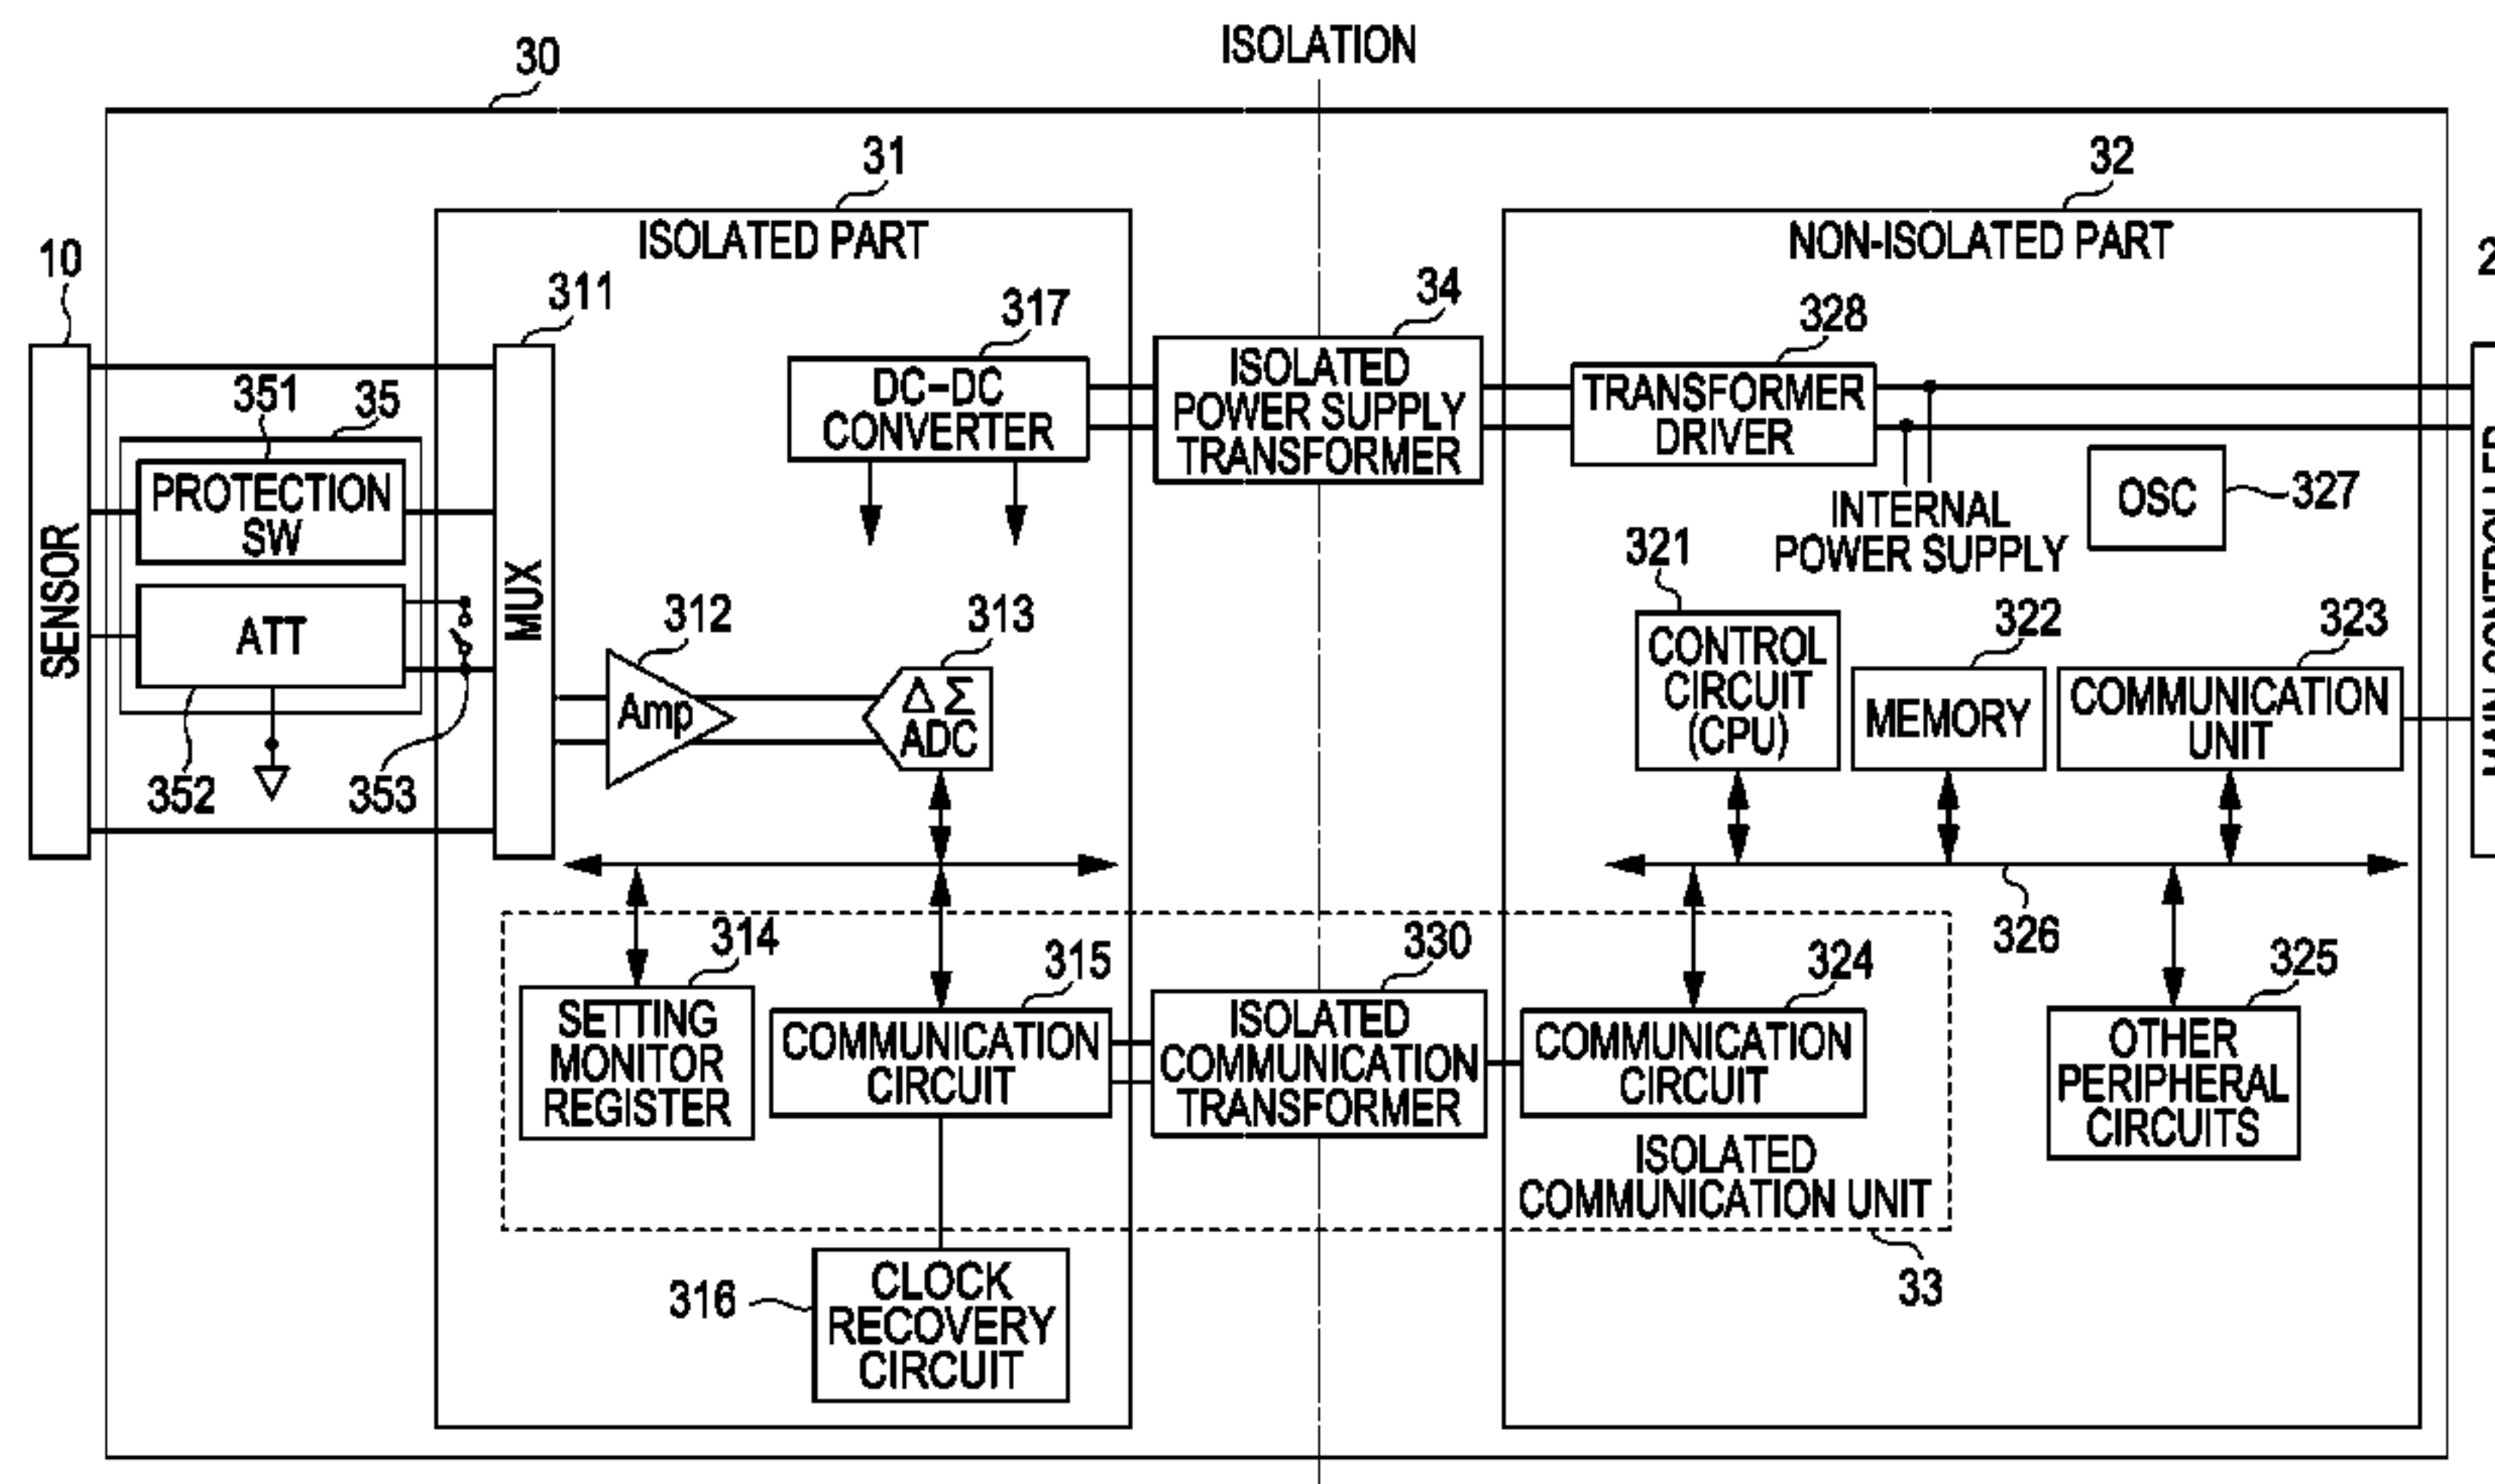 ISOLATION
30
31
32
ISOLATED PART
NON-ISOLATED PART
10
311
317
34
328
351
35
DC-DC
CONVERTER
ISOLATED
POWER SUPPLY
TRANSFORMER
TRANSFORMER
DRIVER
PROTECTION
SW
INTERNAL
POWER SUPPLY
OSC
327
SENSOR
ATT
MUX
312
313
321
322
323
Amp
ΔΣ
ADC
CONTROL
CIRCUIT
(CPU)
MEMORY
COMMUNICATION
UNIT
352
353
314
315
330
324
326
325
SETTING
MONITOR
REGISTER
COMMUNICATION
CIRCUIT
ISOLATED
COMMUNICATION
TRANSFORMER
COMMUNICATION
CIRCUIT
OTHER
PERIPHERAL
CIRCUITS
ISOLATED
COMMUNICATION UNIT
33
316
CLOCK
RECOVERY
CIRCUIT